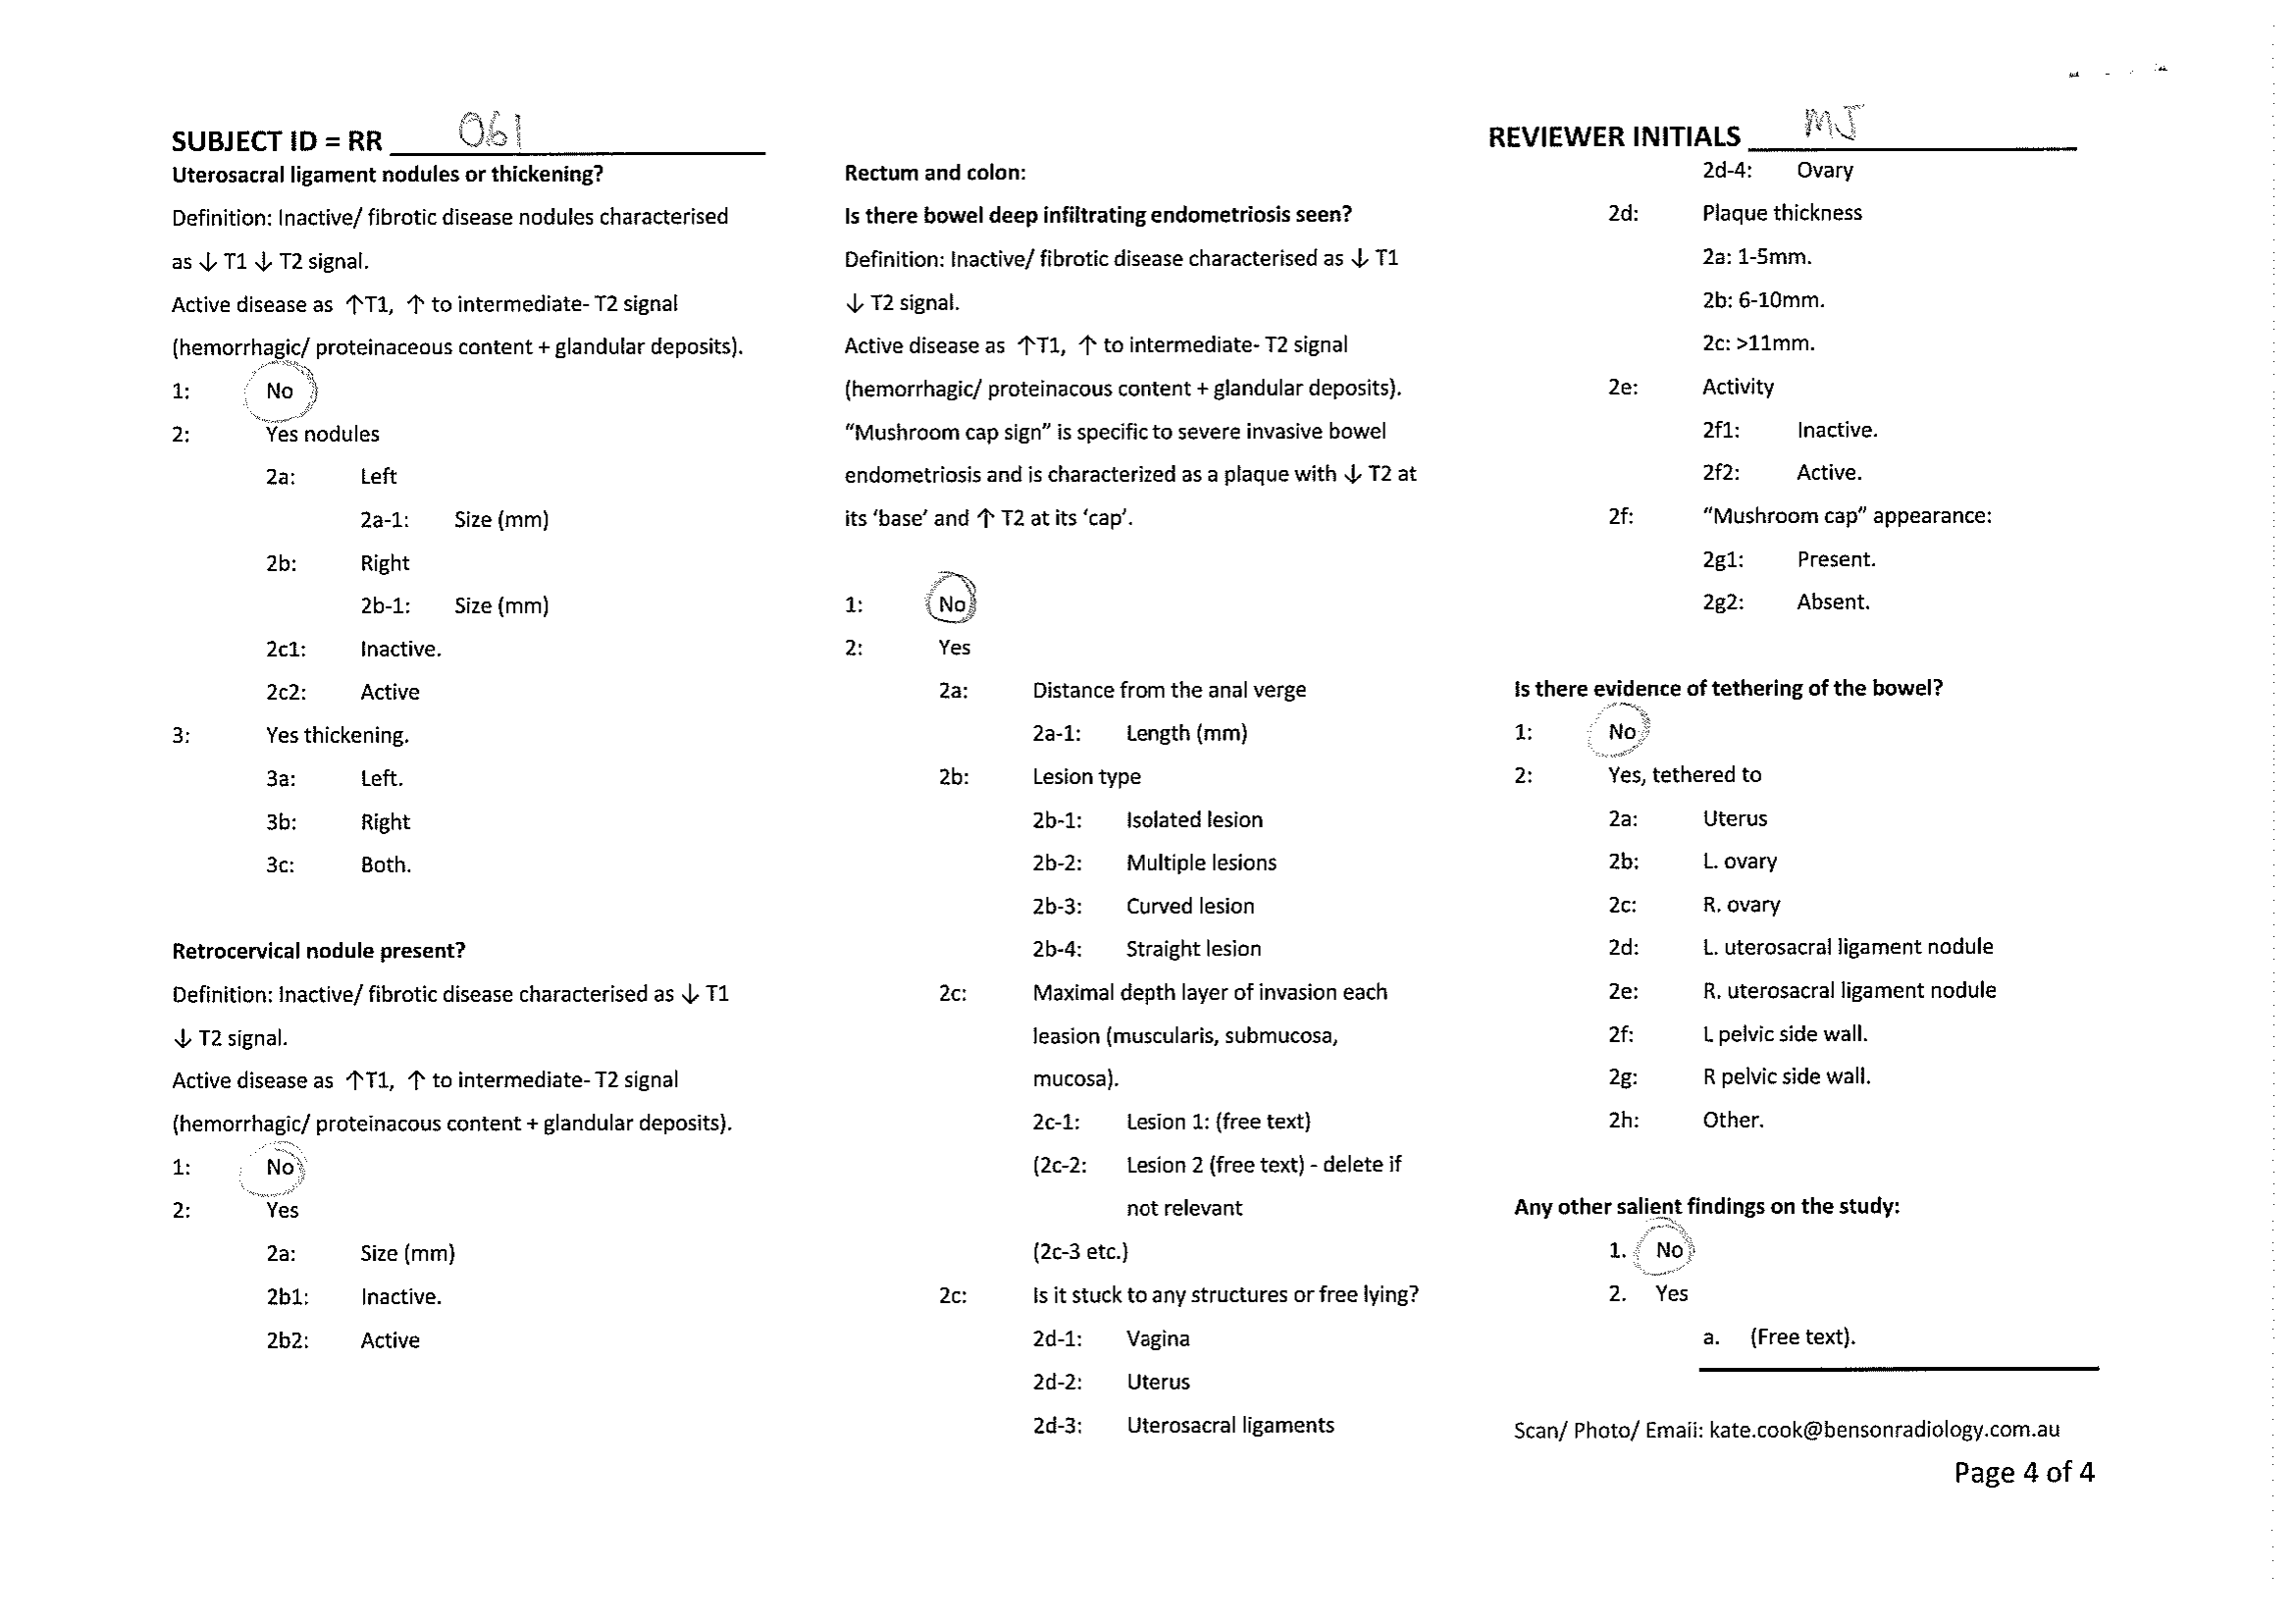 SUBJECT ID = RR 061
REVIEWER INITIALS MJ
Uterosacral ligament nodules or thickening?
Definition: Inactive/ fibrotic disease nodules characterised
as ↓ T1 ↓ T2 signal.
Active disease as ↑T1, ↑ to intermediate- T2 signal
(hemorrhagic/ proteinaceous content + glandular deposits).
1: No
2: Yes nodules
2a: Left
2a-1: Size (mm)
2b: Right
2b-1: Size (mm)
2c1: Inactive.
2c2: Active
3: Yes thickening.
3a: Left.
3b: Right
3c: Both.
Retrocervical nodule present?
Definition: Inactive/ fibrotic disease characterised as ↓ T1
↓ T2 signal.
Active disease as ↑T1, ↑ to intermediate- T2 signal
(hemorrhagic/ proteinacous content + glandular deposits).
1: No
2: Yes
2a: Size (mm)
2b1: Inactive.
2b2: Active
Rectum and colon:
Is there bowel deep infiltrating endometriosis seen?
Definition: Inactive/ fibrotic disease characterised as ↓ T1
↓ T2 signal.
Active disease as ↑T1, ↑ to intermediate- T2 signal
(hemorrhagic/ proteinacous content + glandular deposits).
“Mushroom cap sign” is specific to severe invasive bowel
endometriosis and is characterized as a plaque with ↓ T2 at
its ‘base’ and ↑ T2 at its ‘cap’.
1: No
2: Yes
2a: Distance from the anal verge
2a-1: Length (mm)
2b: Lesion type
2b-1: Isolated lesion
2b-2: Multiple lesions
2b-3: Curved lesion
2b-4: Straight lesion
2c: Maximal depth layer of invasion each
leasion (muscularis, submucosa,
mucosa).
2c-1: Lesion 1: (free text)
(2c-2: Lesion 2 (free text) - delete if
not relevant
(2c-3 etc.)
2c: Is it stuck to any structures or free lying?
2d-1: Vagina
2d-2: Uterus
2d-3: Uterosacral ligaments
2d-4: Ovary
2d: Plaque thickness
2a: 1-5mm.
2b: 6-10mm.
2c: >11mm.
2e: Activity
2f1: Inactive.
2f2: Active.
2f: “Mushroom cap” appearance:
2g1: Present.
2g2: Absent.
Is there evidence of tethering of the bowel?
1: No
2: Yes, tethered to
2a: Uterus
2b: L. ovary
2c: R. ovary
2d: L. uterosacral ligament nodule
2e: R. uterosacral ligament nodule
2f: L pelvic side wall.
2g: R pelvic side wall.
2h: Other.
Any other salient findings on the study:
1. No
2. Yes
a. (Free text).
Scan/ Photo/ Email: kate.cook@bensonradiology.com.au
Page 4 of 4